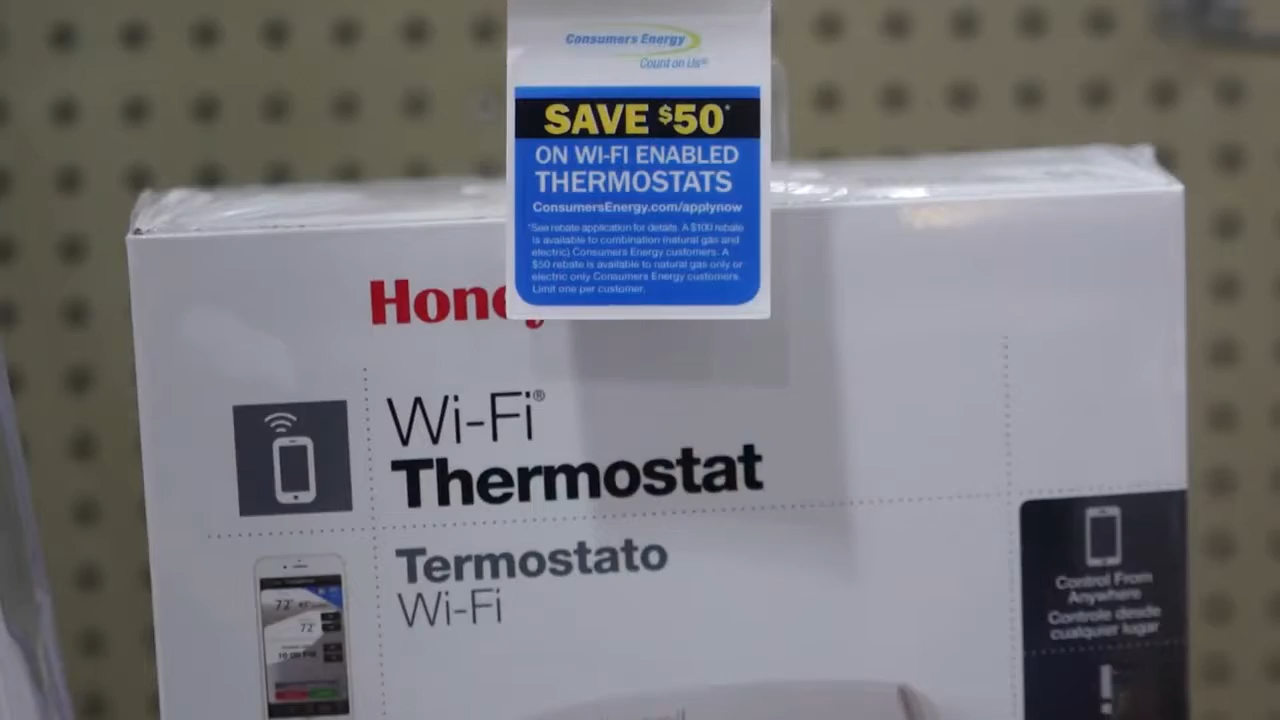 Consumers Energy
Count on Us®
SAVE $50*
ON WI-FI ENABLED
THERMOSTATS
ConsumersEnergy.com/applynow
*See rebate application for details. A $100 rebate
is available to combination (natural gas and
electric) Consumers Energy customers. A
$50 rebate is available to natural gas only or
electric only Consumers Energy customers.
Limit one per customer.
Hone
Wi-Fi®
Thermostat
Termostato
Wi-Fi
72°
72°
Control From
Anywhere
Controle desde
cualquier lugar